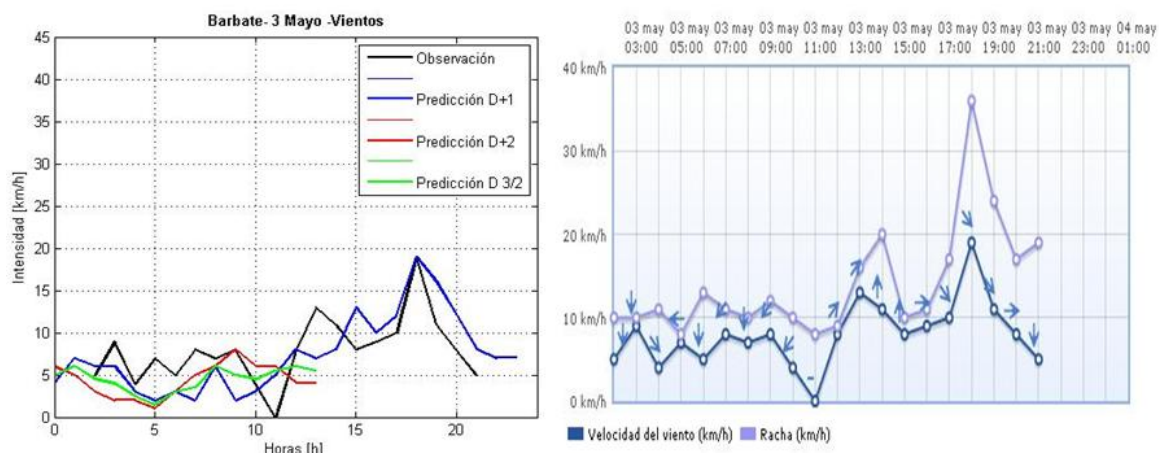 Barbate- 3 Mayo -Vientos
45
40
35
30
25
20
15
10
5
0
Intensidad [km/h]
0 5 10 15 20
Horas [h]
Observación
Predicción D+1
Predicción D+2
Predicción D 3/2
03 may 03 may 03 may 03 may 03 may 03 may 03 may 03 may 03 may 03 may 03 may 04 may
03:00 05:00 07:00 09:00 11:00 13:00 15:00 17:00 19:00 21:00 23:00 01:00
40 km/h
30 km/h
20 km/h
10 km/h
0 km/h
Velocidad del viento (km/h) Racha (km/h)